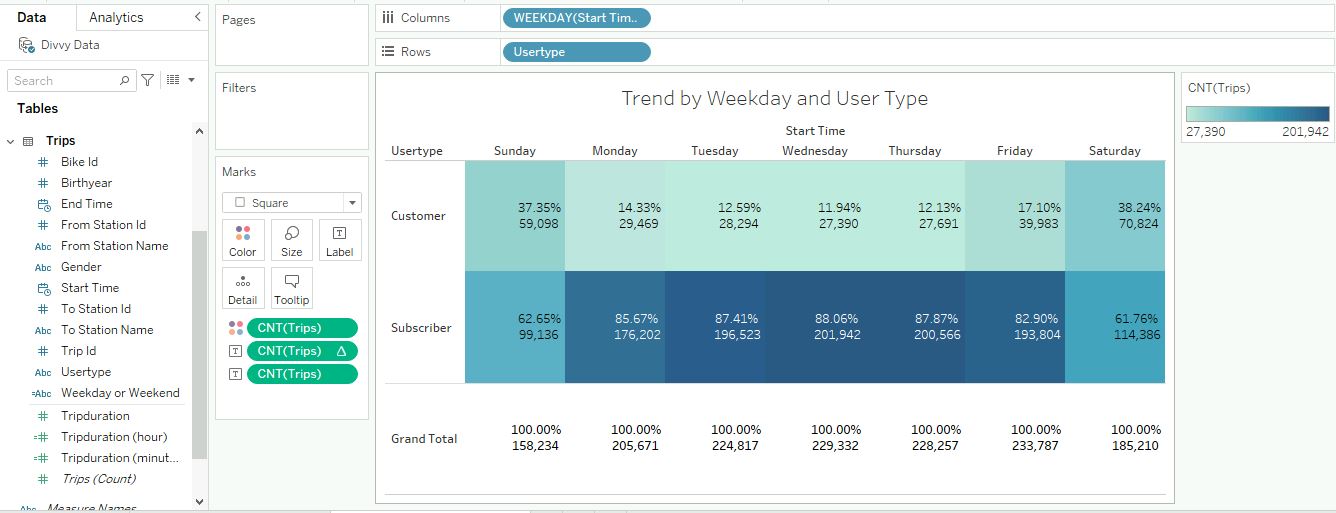 Data
Analytics
Divvy Data
Search
Tables
Trips
# Bike Id
Abc Birthyear
End Time
# From Station Id
Abc From Station Name
Abc Gender
Start Time
# To Station Id
Abc To Station Name
# Trip Id
Abc Usertype
=Abc Weekday or Weekend
# Tripduration
=# Tripduration (hour)
=# Tripduration (minut...
# Trips (Count)
Abc Measure Names
Pages
Filters
Marks
Square
Color Size Label
Detail Tooltip
CNT(Trips)
CNT(Trips) Δ
CNT(Trips)
Columns WEEKDAY(Start Tim..
Rows Usertype
Trend by Weekday and User Type
Start Time
Usertype Sunday Monday Tuesday Wednesday Thursday Friday Saturday
37.35% 14.33% 12.59% 11.94% 12.13% 17.10% 38.24%
Customer
59,098 29,469 28,294 27,390 27,691 39,983 70,824
62.65% 85.67% 87.41% 88.06% 87.87% 82.90% 61.76%
Subscriber
99,136 176,202 196,523 201,942 200,566 193,804 114,386
100.00% 100.00% 100.00% 100.00% 100.00% 100.00% 100.00%
Grand Total
158,234 205,671 224,817 229,332 228,257 233,787 185,210
CNT(Trips)
27,390 201,942